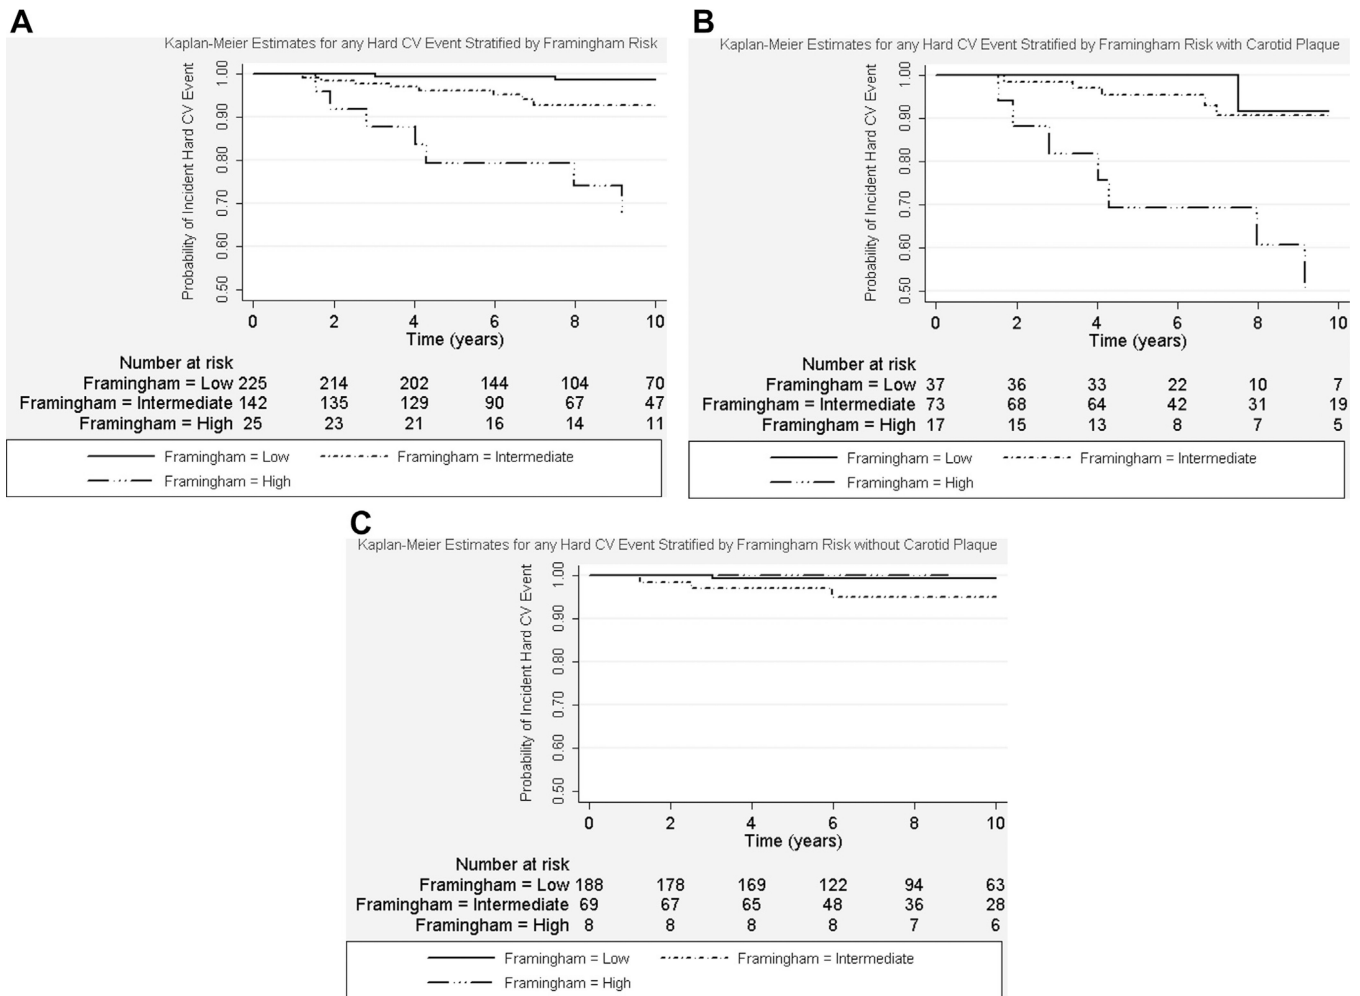 A
Kaplan-Meier Estimates for any Hard CV Event Stratified by Framingham Risk
Probability of Incident Hard CV Event
1.00
0.90
0.80
0.70
0.60
0.50
0 2 4 6 8 10
Time (years)
Number at risk
Framingham = Low 225 214 202 144 104 70
Framingham = Intermediate 142 135 129 90 67 47
Framingham = High 25 23 21 16 14 11
Framingham = Low Framingham = Intermediate
Framingham = High
B
Kaplan-Meier Estimates for any Hard CV Event Stratified by Framingham Risk with Carotid Plaque
Probability of Incident Hard CV Event
1.00
0.90
0.80
0.70
0.60
0.50
0 2 4 6 8 10
Time (years)
Number at risk
Framingham = Low 37 36 33 22 10 7
Framingham = Intermediate 73 68 64 42 31 19
Framingham = High 17 15 13 8 7 5
Framingham = Low Framingham = Intermediate
Framingham = High
C
Kaplan-Meier Estimates for any Hard CV Event Stratified by Framingham Risk without Carotid Plaque
Probability of Incident Hard CV Event
1.00
0.90
0.80
0.70
0.60
0.50
0 2 4 6 8 10
Time (years)
Number at risk
Framingham = Low 188 178 169 122 94 63
Framingham = Intermediate 69 67 65 48 36 28
Framingham = High 8 8 8 8 7 6
Framingham = Low Framingham = Intermediate
Framingham = High